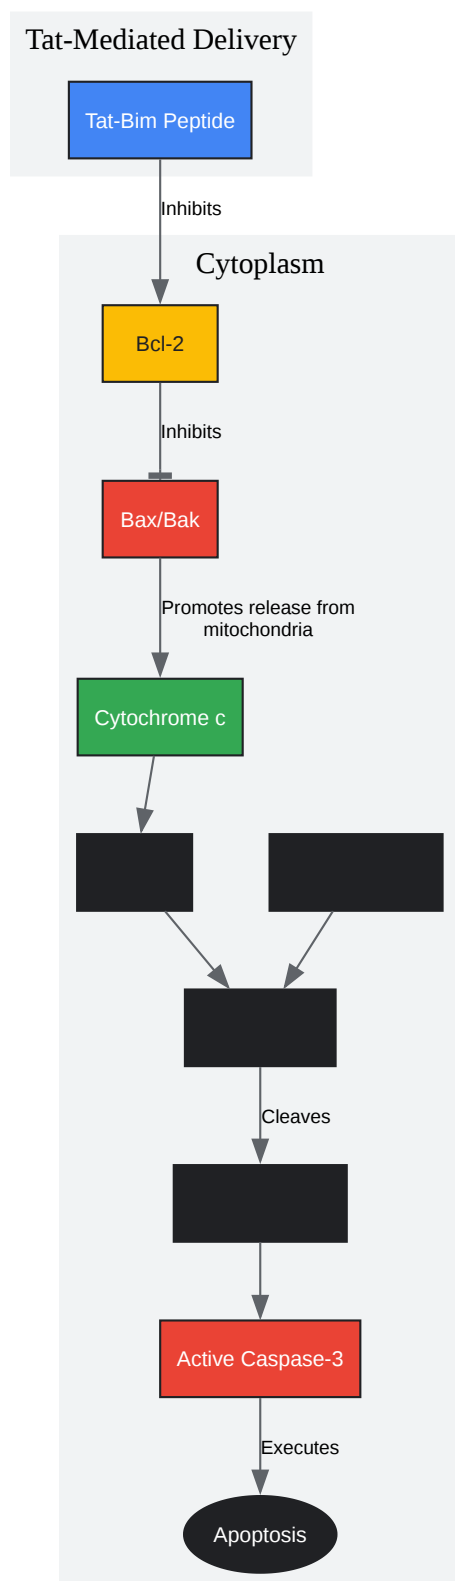 Tat-Mediated Delivery
Tat-Bim Peptide
Inhibits
Cytoplasm
Bcl-2
Inhibits
Bax/Bak
Promotes release from
mitochondria
Cytochrome c
Cleaves
Active Caspase-3
Executes
Apoptosis